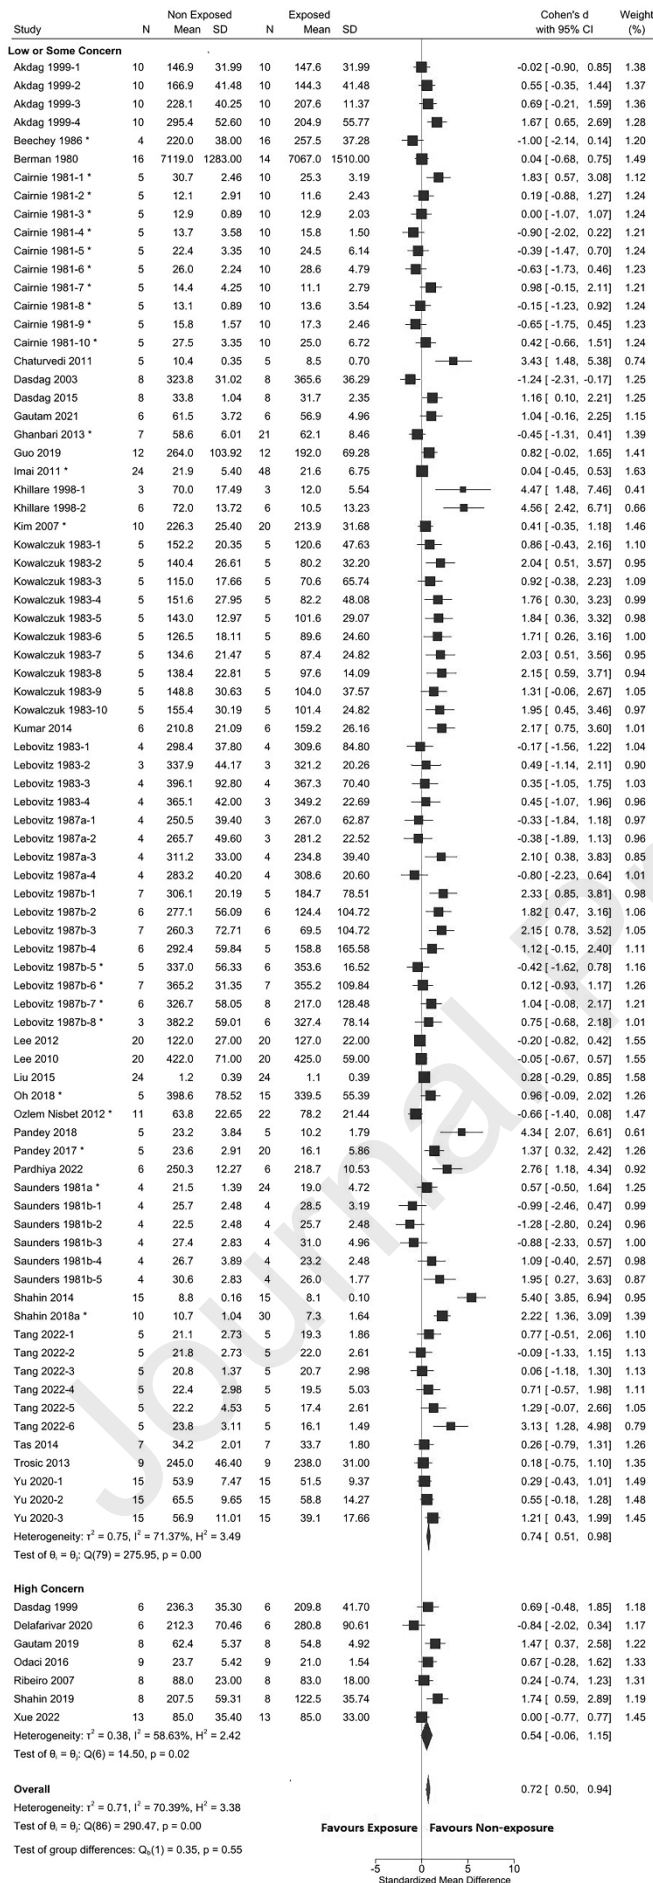 Non Exposed Exposed Cohen's d Weight
Study N Mean SD N Mean SD with 95% CI (%)
Low or Some Concern
Akdag 1999-1 10 146.9 31.99 10 147.6 31.99 -0.02 [ -0.90, 0.85] 1.38
Akdag 1999-2 10 166.9 41.48 10 144.3 41.48 0.55 [ -0.35, 1.44] 1.37
Akdag 1999-3 10 228.1 40.25 10 207.6 11.37 0.69 [ -0.21, 1.59] 1.36
Akdag 1999-4 10 295.4 52.60 10 204.9 55.77 1.67 [ 0.65, 2.69] 1.28
Beechey 1986 * 4 220.0 38.00 16 257.5 37.28 -1.00 [ -2.14, 0.14] 1.20
Berman 1980 16 7119.0 1283.00 14 7067.0 1510.00 0.04 [ -0.68, 0.75] 1.49
Cairnie 1981-1 * 5 30.7 2.46 10 25.3 3.19 1.83 [ 0.57, 3.08] 1.12
Cairnie 1981-2 * 5 12.1 2.91 10 11.6 2.43 0.19 [ -0.88, 1.27] 1.24
Cairnie 1981-3 * 5 12.9 0.89 10 12.9 2.03 0.00 [ -1.07, 1.07] 1.24
Cairnie 1981-4 * 5 13.7 3.58 10 15.8 1.50 -0.90 [ -2.02, 0.22] 1.21
Cairnie 1981-5 * 5 22.4 3.35 10 24.5 6.14 -0.39 [ -1.47, 0.70] 1.24
Cairnie 1981-6 * 5 26.0 2.24 10 28.6 4.79 -0.63 [ -1.73, 0.46] 1.23
Cairnie 1981-7 * 5 14.4 4.25 10 11.1 2.79 0.98 [ -0.15, 2.11] 1.21
Cairnie 1981-8 * 5 13.1 0.89 10 13.6 3.54 -0.15 [ -1.23, 0.92] 1.24
Cairnie 1981-9 * 5 15.8 1.57 10 17.3 2.46 -0.65 [ -1.75, 0.45] 1.23
Cairnie 1981-10 * 5 27.5 3.35 10 25.0 6.72 0.42 [ -0.66, 1.51] 1.24
Chaturvedi 2011 5 10.4 0.35 5 8.5 0.70 3.43 [ 1.48, 5.38] 0.74
Dasdag 2003 8 323.8 31.02 8 365.6 36.29 -1.24 [ -2.31, -0.17] 1.25
Dasdag 2015 8 33.8 1.04 8 31.7 2.35 1.16 [ 0.10, 2.21] 1.25
Gautam 2021 6 61.5 3.72 6 56.9 4.96 1.04 [ -0.16, 2.25] 1.15
Ghanbari 2013 * 7 58.6 6.01 21 62.1 8.46 -0.45 [ -1.31, 0.41] 1.39
Guo 2019 12 264.0 103.92 12 192.0 69.28 0.82 [ -0.02, 1.65] 1.41
Imai 2011 * 24 21.9 5.40 48 21.6 6.75 0.04 [ -0.45, 0.53] 1.63
Khillare 1998-1 3 70.0 17.49 3 12.0 5.54 4.47 [ 1.48, 7.46] 0.41
Khillare 1998-2 6 72.0 13.72 6 10.5 13.23 4.56 [ 2.42, 6.71] 0.66
Kim 2007 * 10 226.3 25.40 20 213.9 31.68 0.41 [ -0.35, 1.18] 1.46
Kowalczuk 1983-1 5 152.2 20.35 5 120.6 47.63 0.86 [ -0.43, 2.16] 1.10
Kowalczuk 1983-2 5 140.4 26.61 5 80.2 32.20 2.04 [ 0.51, 3.57] 0.95
Kowalczuk 1983-3 5 115.0 17.66 5 70.6 65.74 0.92 [ -0.38, 2.23] 1.09
Kowalczuk 1983-4 5 151.6 27.95 5 82.2 48.08 1.76 [ 0.30, 3.23] 0.99
Kowalczuk 1983-5 5 143.0 12.97 5 101.6 29.07 1.84 [ 0.36, 3.32] 0.98
Kowalczuk 1983-6 5 126.5 18.11 5 89.6 24.60 1.71 [ 0.26, 3.16] 1.00
Kowalczuk 1983-7 5 134.6 21.47 5 87.4 24.82 2.03 [ 0.51, 3.56] 0.95
Kowalczuk 1983-8 5 138.4 22.81 5 97.6 14.09 2.15 [ 0.59, 3.71] 0.94
Kowalczuk 1983-9 5 148.8 30.63 5 104.0 37.57 1.31 [ -0.06, 2.67] 1.05
Kowalczuk 1983-10 5 155.4 30.19 5 101.4 24.82 1.95 [ 0.45, 3.46] 0.97
Kumar 2014 6 210.8 21.09 6 159.2 26.16 2.17 [ 0.75, 3.60] 1.01
Lebovitz 1983-1 4 298.4 37.80 4 309.6 84.80 -0.17 [ -1.56, 1.22] 1.04
Lebovitz 1983-2 3 337.9 44.17 3 321.2 20.26 0.49 [ -1.14, 2.11] 0.90
Lebovitz 1983-3 4 396.1 92.80 4 367.3 70.40 0.35 [ -1.05, 1.75] 1.03
Lebovitz 1983-4 4 365.1 42.00 3 349.2 22.69 0.45 [ -1.07, 1.96] 0.96
Lebovitz 1987a-1 4 250.5 39.40 3 267.0 62.87 -0.33 [ -1.84, 1.18] 0.97
Lebovitz 1987a-2 4 265.7 49.60 3 281.2 22.52 -0.38 [ -1.89, 1.13] 0.96
Lebovitz 1987a-3 4 311.2 33.00 4 234.8 39.40 2.10 [ 0.38, 3.83] 0.85
Lebovitz 1987a-4 4 283.2 40.20 4 308.6 20.60 -0.80 [ -2.23, 0.64] 1.01
Lebovitz 1987b-1 7 306.1 20.19 5 184.7 78.51 2.33 [ 0.85, 3.81] 0.98
Lebovitz 1987b-2 6 277.1 56.09 6 124.4 104.72 1.82 [ 0.47, 3.16] 1.06
Lebovitz 1987b-3 7 260.3 72.71 6 69.5 104.72 2.15 [ 0.78, 3.52] 1.05
Lebovitz 1987b-4 6 292.4 59.84 5 158.8 165.58 1.12 [ -0.15, 2.40] 1.11
Lebovitz 1987b-5 * 5 337.0 56.33 6 353.6 16.52 -0.42 [ -1.62, 0.78] 1.16
Lebovitz 1987b-6 * 7 365.2 31.35 7 355.2 109.84 0.12 [ -0.93, 1.17] 1.26
Lebovitz 1987b-7 * 6 326.7 58.05 8 217.0 128.48 1.04 [ -0.08, 2.17] 1.21
Lebovitz 1987b-8 * 3 382.2 59.01 6 327.4 78.14 0.75 [ -0.68, 2.18] 1.01
Lee 2012 20 122.0 27.00 20 127.0 22.00 -0.20 [ -0.82, 0.42] 1.55
Lee 2010 20 422.0 71.00 20 425.0 59.00 -0.05 [ -0.67, 0.57] 1.55
Liu 2015 24 1.2 0.39 24 1.1 0.39 0.28 [ -0.29, 0.85] 1.58
Oh 2018 * 5 398.6 78.52 15 339.5 55.39 0.96 [ -0.09, 2.02] 1.26
Ozlem Nisbet 2012 * 11 63.8 22.65 22 78.2 21.44 -0.66 [ -1.40, 0.08] 1.47
Pandey 2018 5 23.2 3.84 5 10.2 1.79 4.34 [ 2.07, 6.61] 0.61
Pandey 2017 * 5 23.6 2.91 20 16.1 5.86 1.37 [ 0.32, 2.42] 1.26
Pardhiya 2022 6 250.3 12.27 6 218.7 10.53 2.76 [ 1.18, 4.34] 0.92
Saunders 1981a * 4 21.5 1.39 24 19.0 4.72 0.57 [ -0.50, 1.64] 1.25
Saunders 1981b-1 4 25.7 2.48 4 28.5 3.19 -0.99 [ -2.46, 0.47] 0.99
Saunders 1981b-2 4 22.5 2.48 4 25.7 2.48 -1.28 [ -2.80, 0.24] 0.96
Saunders 1981b-3 4 27.4 2.83 4 31.0 4.96 -0.88 [ -2.33, 0.57] 1.00
Saunders 1981b-4 4 26.7 3.89 4 23.2 2.48 1.09 [ -0.40, 2.57] 0.98
Saunders 1981b-5 4 30.6 2.83 4 26.0 1.77 1.95 [ 0.27, 3.63] 0.87
Shahin 2014 15 8.8 0.16 15 8.1 0.10 5.40 [ 3.85, 6.94] 0.95
Shahin 2018a * 10 10.7 1.04 30 7.3 1.64 2.22 [ 1.36, 3.09] 1.39
Tang 2022-1 5 21.1 2.73 5 19.3 1.86 0.77 [ -0.51, 2.06] 1.10
Tang 2022-2 5 21.8 2.73 5 22.0 2.61 -0.09 [ -1.33, 1.15] 1.13
Tang 2022-3 5 20.8 1.37 5 20.7 2.98 0.06 [ -1.18, 1.30] 1.13
Tang 2022-4 5 22.4 2.98 5 19.5 5.03 0.71 [ -0.57, 1.98] 1.11
Tang 2022-5 5 22.2 4.53 5 17.4 2.61 1.29 [ -0.07, 2.66] 1.05
Tang 2022-6 5 23.8 3.11 5 16.1 1.49 3.13 [ 1.28, 4.98] 0.79
Tas 2014 7 34.2 2.01 7 33.7 1.80 0.26 [ -0.79, 1.31] 1.26
Trosic 2013 9 245.0 46.40 9 238.0 31.00 0.18 [ -0.75, 1.10] 1.35
Yu 2020-1 15 53.9 7.47 15 51.5 9.37 0.29 [ -0.43, 1.01] 1.49
Yu 2020-2 15 65.5 9.65 15 58.8 14.27 0.55 [ -0.18, 1.28] 1.48
Yu 2020-3 15 56.9 11.01 15 39.1 17.66 1.21 [ 0.43, 1.99] 1.45
Heterogeneity: τ² = 0.75, I² = 71.37%, H² = 3.49 0.74 [ 0.51, 0.98]
Test of θᵢ = θⱼ: Q(79) = 275.95, p = 0.00
High Concern
Dasdag 1999 6 236.3 35.30 6 209.8 41.70 0.69 [ -0.48, 1.85] 1.18
Delafarivar 2020 6 212.3 70.46 6 280.8 90.61 -0.84 [ -2.02, 0.34] 1.17
Gautam 2019 8 62.4 5.37 8 54.8 4.92 1.47 [ 0.37, 2.58] 1.22
Odaci 2016 9 23.7 5.42 9 21.0 1.54 0.67 [ -0.28, 1.62] 1.33
Ribeiro 2007 8 88.0 23.00 8 83.0 18.00 0.24 [ -0.74, 1.23] 1.31
Shahin 2019 8 207.5 59.31 8 122.5 35.74 1.74 [ 0.59, 2.89] 1.19
Xue 2022 13 85.0 35.40 13 85.0 33.00 0.00 [ -0.77, 0.77] 1.45
Heterogeneity: τ² = 0.38, I² = 58.63%, H² = 2.42 0.54 [ -0.06, 1.15]
Test of θᵢ = θⱼ: Q(6) = 14.50, p = 0.02
Overall 0.72 [ 0.50, 0.94]
Heterogeneity: τ² = 0.71, I² = 70.39%, H² = 3.38
Test of θᵢ = θⱼ: Q(86) = 290.47, p = 0.00
Favours Exposure Favours Non-exposure
Test of group differences: Q_b(1) = 0.35, p = 0.55
-5 0 5 10
Standardized Mean Difference
Journal Pr